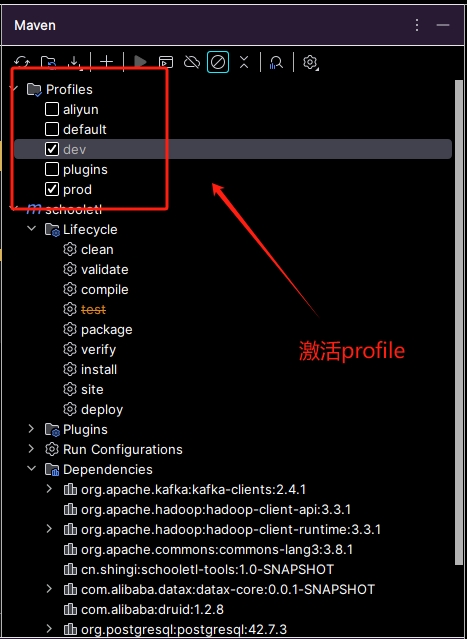 Maven
Profiles
aliyun
default
dev
plugins
prod
schooletl
Lifecycle
clean
validate
compile
test
package
verify
install
site
deploy
激活profile
Plugins
Run Configurations
Dependencies
org.apache.kafka:kafka-clients:2.4.1
org.apache.hadoop:hadoop-client-api:3.3.1
org.apache.hadoop:hadoop-client-runtime:3.3.1
org.apache.commons:commons-lang3:3.8.1
cn.shingi:schooletl-tools:1.0-SNAPSHOT
com.alibaba.datax:datax-core:0.0.1-SNAPSHOT
com.alibaba:druid:1.2.8
org.postgresql:postgresql:42.7.3